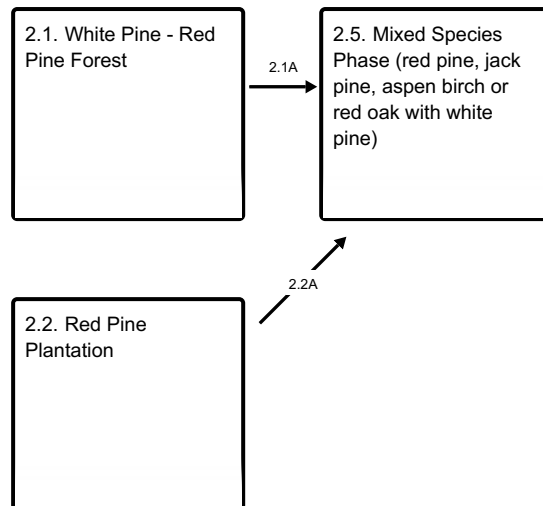 2.1. White Pine - Red
Pine Forest
2.1A
2.5. Mixed Species
Phase (red pine, jack
pine, aspen birch or
red oak with white
pine)
2.2A
2.2. Red Pine
Plantation